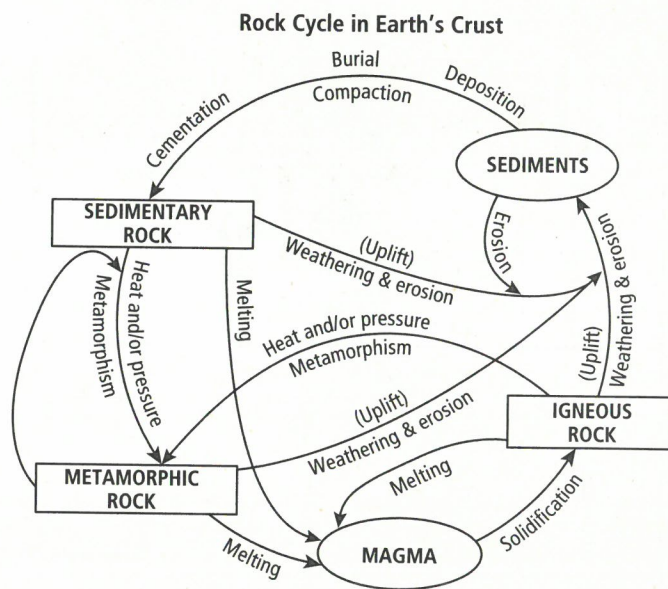 Rock Cycle in Earth's Crust
Burial
Compaction
Deposition
Cementation
SEDIMENTS
SEDIMENTARY
ROCK
Erosion
(Uplift)
Weathering & erosion
(Uplift)
Weathering & erosion
Heat and/or pressure
Metamorphism
Melting
Heat and/or pressure
Metamorphism
(Uplift)
Weathering & erosion
IGNEOUS
ROCK
METAMORPHIC
ROCK
Melting
Melting
MAGMA
Solidification